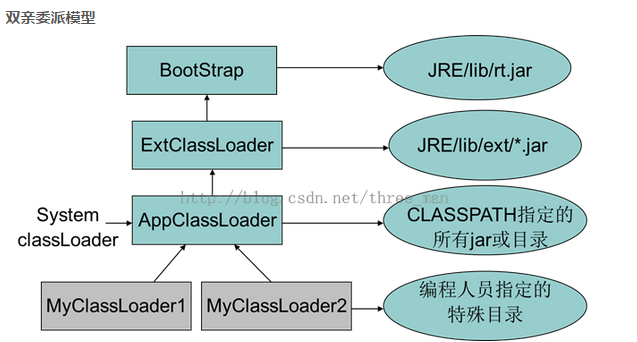 双亲委派模型
BootStrap
JRE/lib/rt.jar
ExtClassLoader
JRE/lib/ext/*.jar
http://blog.csdn.net/three_man
System
classLoader
AppClassLoader
CLASSPATH指定的
所有jar或目录
MyClassLoader1
MyClassLoader2
编程人员指定的
特殊目录